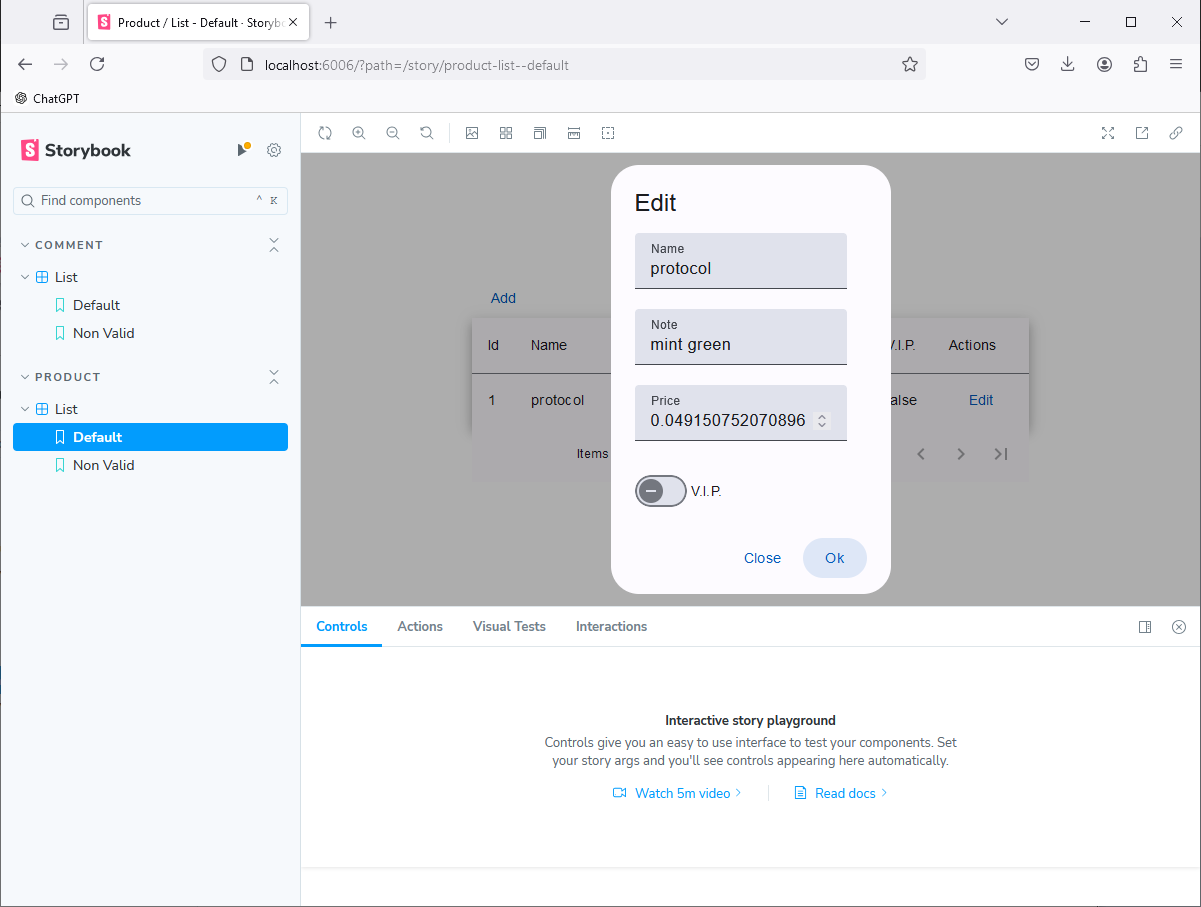 Product / List - Default · Storyb
localhost:6006/?path=/story/product-list--default
ChatGPT
Storybook
Find components
^ K
COMMENT
List
Default
Non Valid
PRODUCT
List
Default
Non Valid
Edit
Name
protocol
Note
mint green
Price
0.049150752070896
V.I.P.
Close
Ok
Add
Id Name V.I.P. Actions
1 protocol alse Edit
Items
Controls Actions Visual Tests Interactions
Interactive story playground
Controls give you an easy to use interface to test your components. Set
your story args and you'll see controls appearing here automatically.
Watch 5m video Read docs